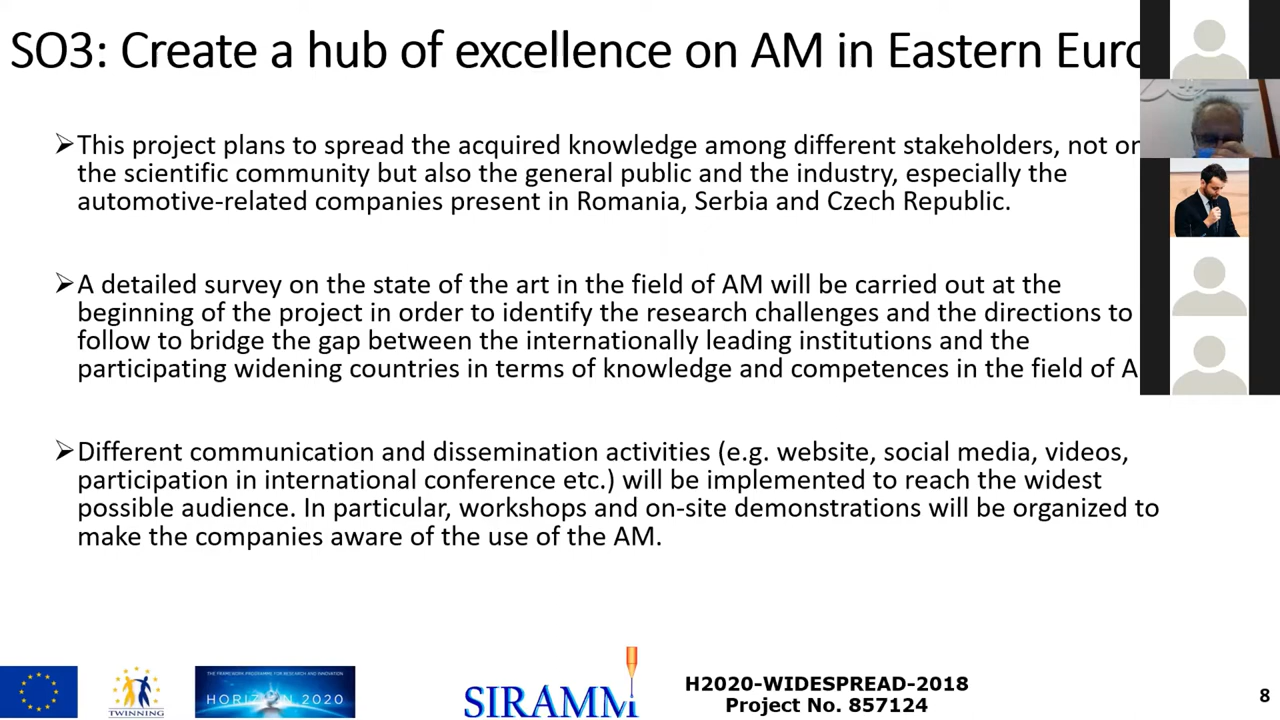 SO3: Create a hub of excellence on AM in Eastern Euro
This project plans to spread the acquired knowledge among different stakeholders, not on
the scientific community but also the general public and the industry, especially the
automotive-related companies present in Romania, Serbia and Czech Republic.
A detailed survey on the state of the art in the field of AM will be carried out at the
beginning of the project in order to identify the research challenges and the directions to
follow to bridge the gap between the internationally leading institutions and the
participating widening countries in terms of knowledge and competences in the field of A
Different communication and dissemination activities (e.g. website, social media, videos,
participation in international conference etc.) will be implemented to reach the widest
possible audience. In particular, workshops and on-site demonstrations will be organized to
make the companies aware of the use of the AM.
TWINNING
THE FRAMEWORK PROGRAMME FOR RESEARCH AND INNOVATION
HORIZON 2020
SIRAMM
H2020-WIDESPREAD-2018
Project No. 857124
8